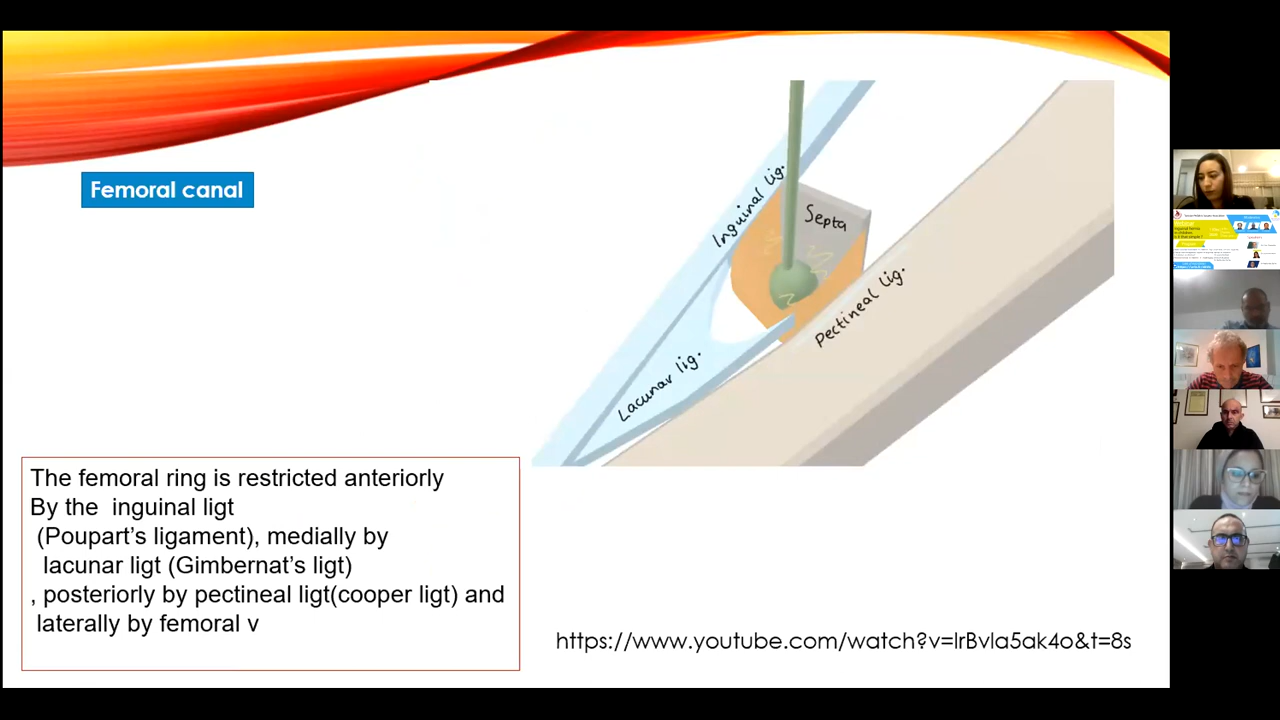 Femoral canal
Inguinal lig.
Septa
Pectineal lig.
Lacunar lig.
The femoral ring is restricted anteriorly
By the inguinal ligt
(Poupart’s ligament), medially by
lacunar ligt (Gimbernat’s ligt)
, posteriorly by pectineal ligt(cooper ligt) and
laterally by femoral v
https://www.youtube.com/watch?v=lrBvla5ak4o&t=8s